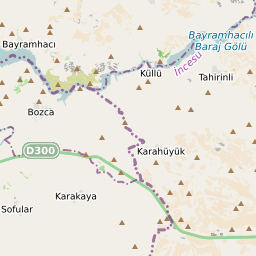 Bayramhacı
Bayramhacılı
Baraj Gölü
İncesu
Küllü
Tahirinli
Bozca
Karahüyük
D300
Karakaya
Sofular